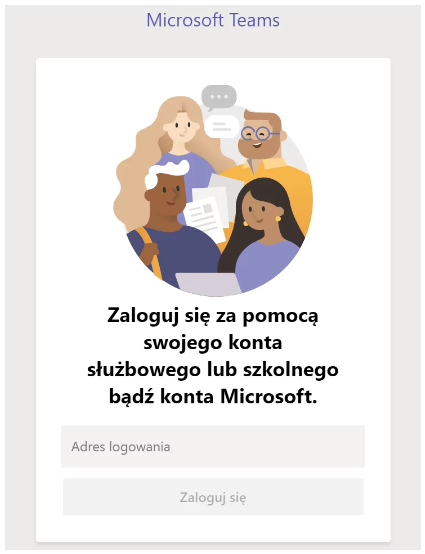 Microsoft Teams
Zaloguj się za pomocą
swojego konta
służbowego lub szkolnego
bądź konta Microsoft.
Adres logowania
Zaloguj się